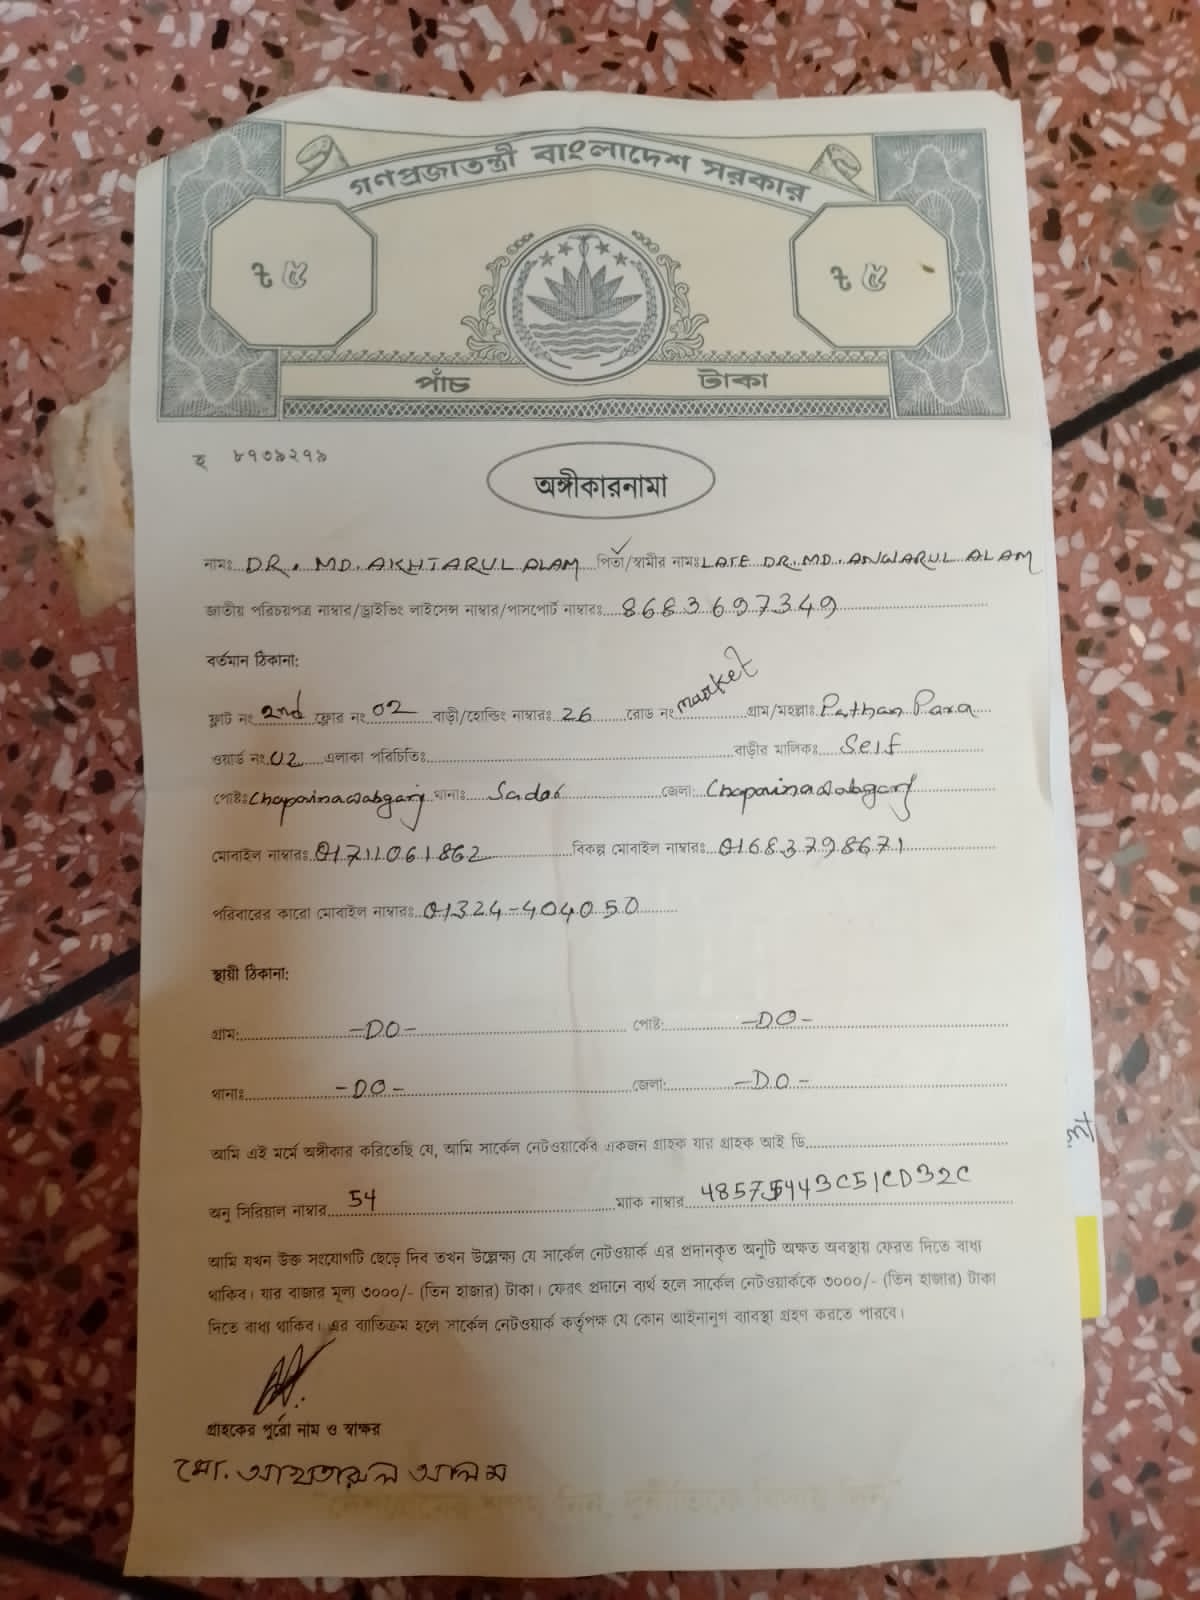 গণপ্রজাতন্ত্রী বাংলাদেশ সরকার
৳ ৫ ৳ ৫
পাঁচ টাকা
হ ৮৭৩৯২৭৯
অঙ্গীকারনামা
নামঃ DR. MD. AKHTARUL ALAM পিতা/স্বামীর নামঃ LATE DR. MD. ANWARUL ALAM
জাতীয় পরিচয়পত্র নাম্বার/ড্রাইভিং লাইসেন্স নাম্বার/পাসপোর্ট নাম্বারঃ 8683697349
বর্তমান ঠিকানা:
ফ্লাট নং 2nd ফ্লোর নং 02 বাড়ী/হোল্ডিং নাম্বারঃ 26 রোড নং market গ্রাম/মহল্লাঃ Pathan Para
ওয়ার্ড নং 02 এলাকা পরিচিতিঃ বাড়ীর মালিকঃ Self
পোষ্টঃ Chapainawabganj থানাঃ Sadar জেলা: Chapainawabganj
মোবাইল নাম্বারঃ 01711061862 বিকল্প মোবাইল নাম্বারঃ 01683798671
পরিবারের কারো মোবাইল নাম্বারঃ 01324-404050
স্থায়ী ঠিকানা:
গ্রাম: -DO- পোষ্ট: -DO-
থানাঃ -DO- জেলা: -DO-
আমি এই মর্মে অঙ্গীকার করিতেছি যে, আমি সার্কেল নেটওয়ার্কের একজন গ্রাহক যার গ্রাহক আই ডি
অনু সিরিয়াল নাম্বার 54 ম্যাক নাম্বার 48575443C51CD32C
আমি যখন উক্ত সংযোগটি ছেড়ে দিব তখন উল্লেক্ষ্য যে সার্কেল নেটওয়ার্ক এর প্রদানকৃত অনুটি অক্ষত অবস্থায় ফেরত দিতে বাধ্য
থাকিব। যার বাজার মূল্য ৩০০০/- (তিন হাজার) টাকা। ফেরৎ প্রদানে ব্যর্থ হলে সার্কেল নেটওয়ার্ককে ৩০০০/- (তিন হাজার) টাকা
দিতে বাধ্য থাকিব। এর ব্যাতিক্রম হলে সার্কেল নেটওয়ার্ক কর্তৃপক্ষ যে কোন আইনানুগ ব্যাবস্থা গ্রহণ করতে পারবে।
গ্রাহকের পুরো নাম ও স্বাক্ষর
মো. আখতারুল আলম